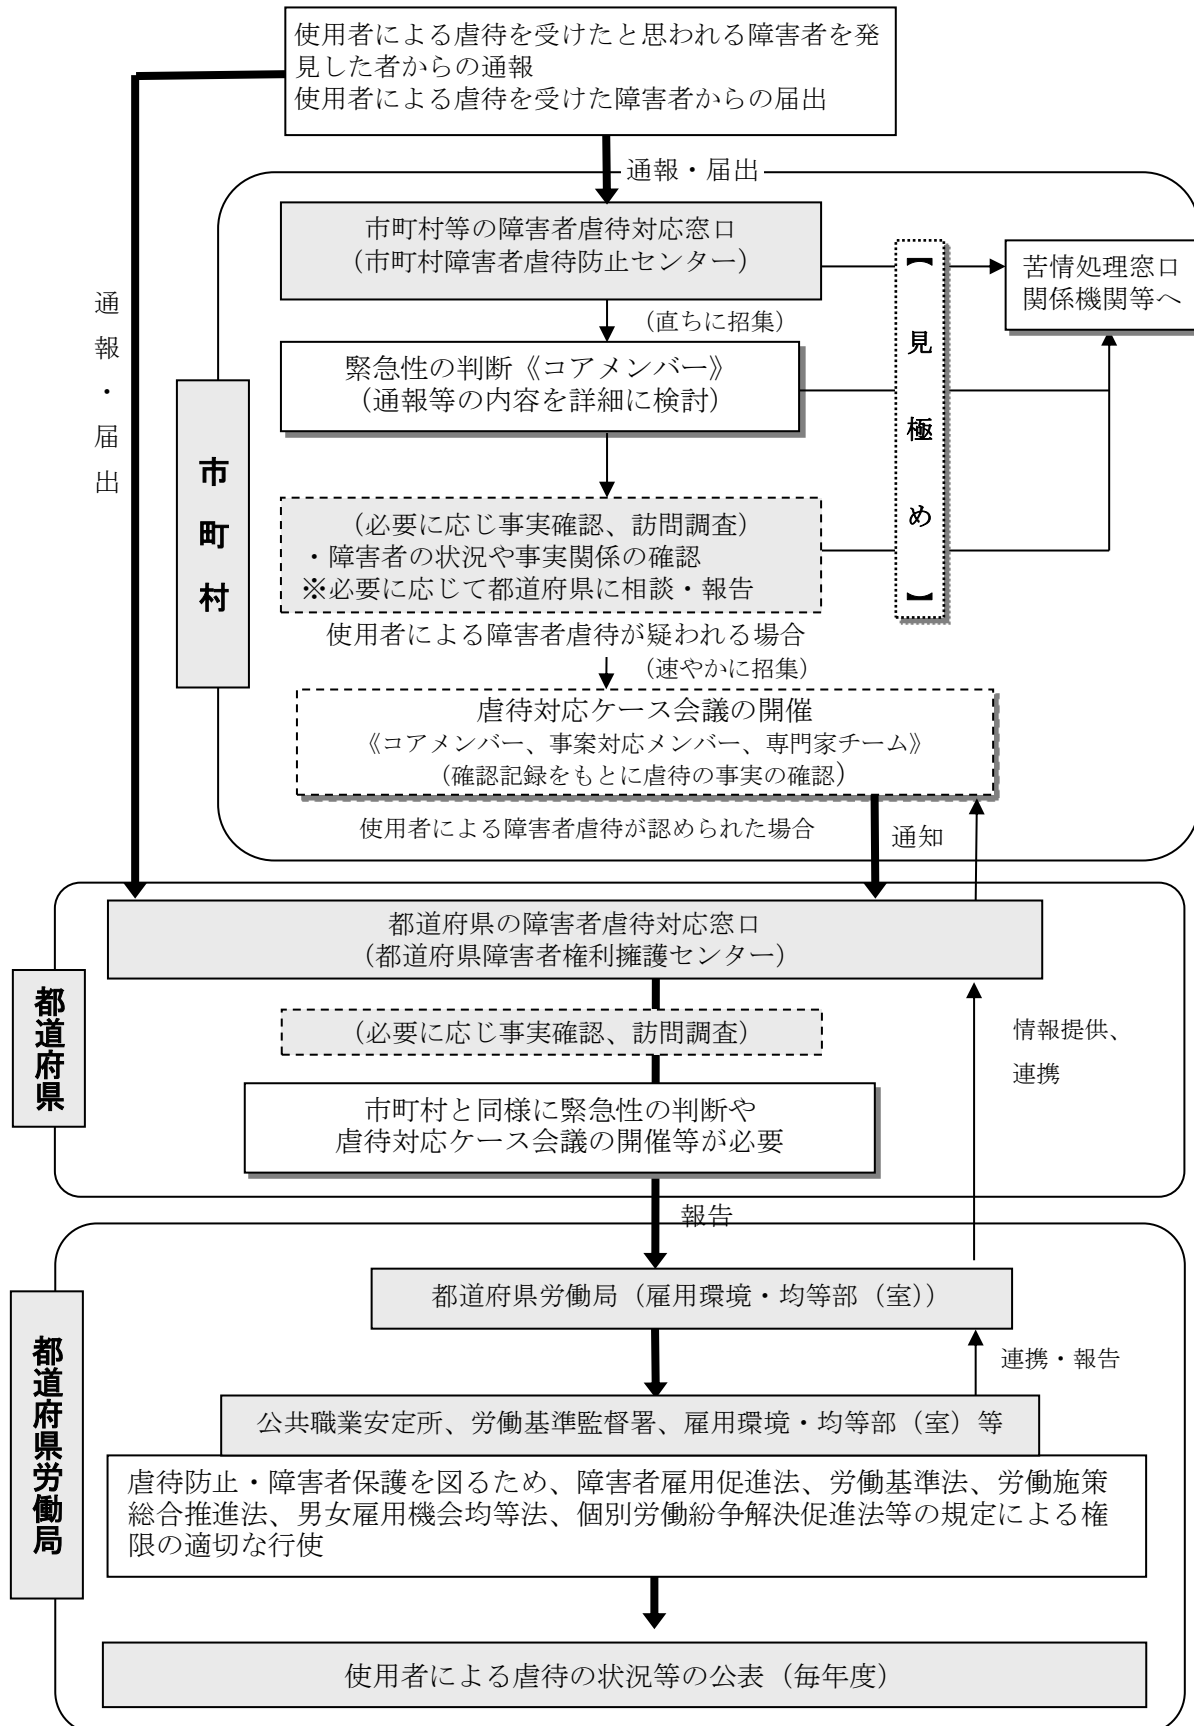 使用者による虐待を受けたと思われる障害者を発
見した者からの通報
使用者による虐待を受けた障害者からの届出
通報・届出
通報・届出
市町村
市町村等の障害者虐待対応窓口
（市町村障害者虐待防止センター）
（直ちに招集）
緊急性の判断《コアメンバー》
（通報等の内容を詳細に検討）
【見極め】
苦情処理窓口
関係機関等へ
（必要に応じ事実確認、訪問調査）
・障害者の状況や事実関係の確認
※必要に応じて都道府県に相談・報告
使用者による障害者虐待が疑われる場合
（速やかに招集）
虐待対応ケース会議の開催
《コアメンバー、事案対応メンバー、専門家チーム》
（確認記録をもとに虐待の事実の確認）
使用者による障害者虐待が認められた場合
通知
都道府県
都道府県の障害者虐待対応窓口
（都道府県障害者権利擁護センター）
（必要に応じ事実確認、訪問調査）
情報提供、
連携
市町村と同様に緊急性の判断や
虐待対応ケース会議の開催等が必要
報告
都道府県労働局
都道府県労働局（雇用環境・均等部（室））
連携・報告
公共職業安定所、労働基準監督署、雇用環境・均等部（室）等
虐待防止・障害者保護を図るため、障害者雇用促進法、労働基準法、労働施策
総合推進法、男女雇用機会均等法、個別労働紛争解決促進法等の規定による権
限の適切な行使
使用者による虐待の状況等の公表（毎年度）